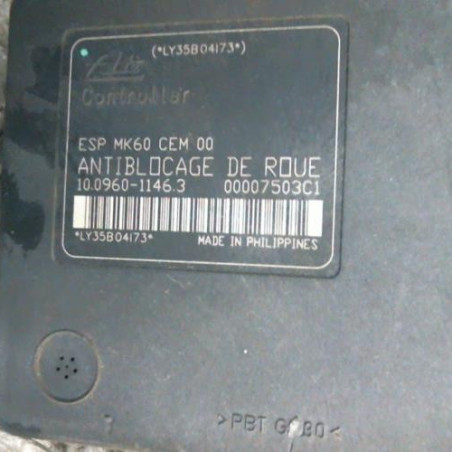 (*LY35B04173*)
Ate
Controller
ESP MK60 CEM 00
ANTIBLOCAGE DE ROUE
10.0960-1146.3 00007503C1
*LY35B04173*
MADE IN PHILIPPINES
>PBT